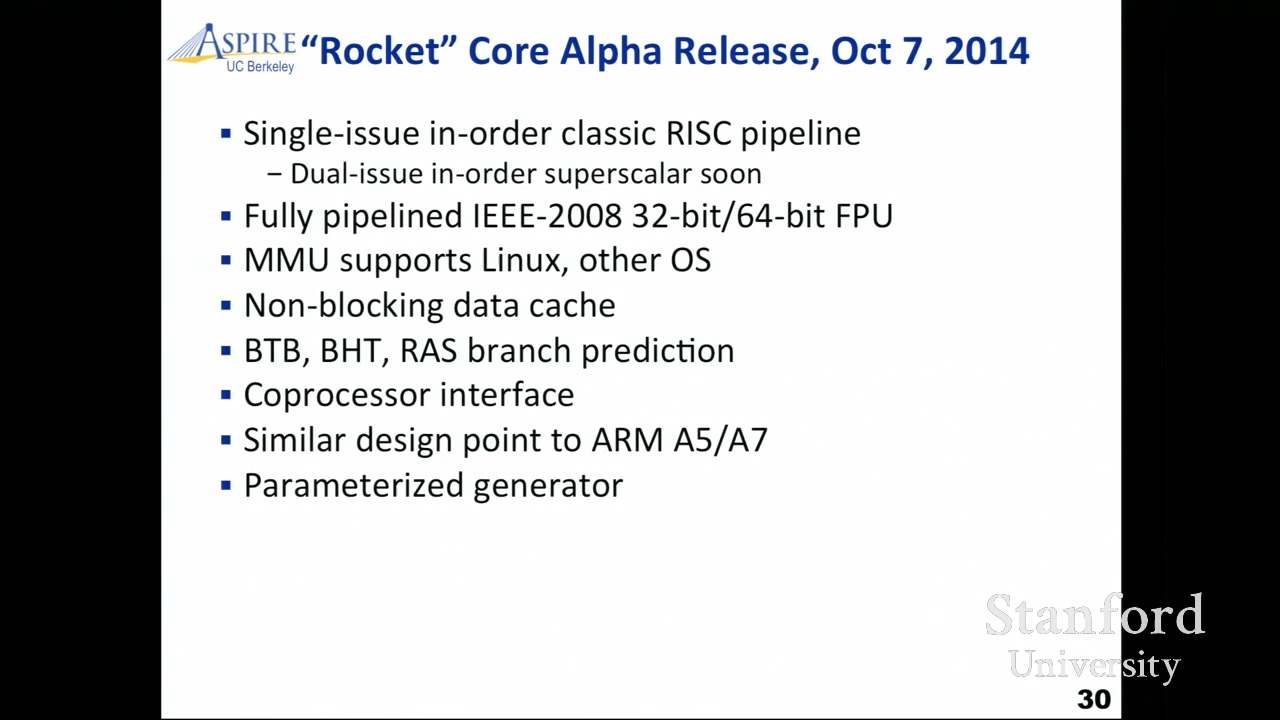 ASPIRE
UC Berkeley
“Rocket” Core Alpha Release, Oct 7, 2014
▪ Single-issue in-order classic RISC pipeline
– Dual-issue in-order superscalar soon
▪ Fully pipelined IEEE-2008 32-bit/64-bit FPU
▪ MMU supports Linux, other OS
▪ Non-blocking data cache
▪ BTB, BHT, RAS branch prediction
▪ Coprocessor interface
▪ Similar design point to ARM A5/A7
▪ Parameterized generator
Stanford
University
30